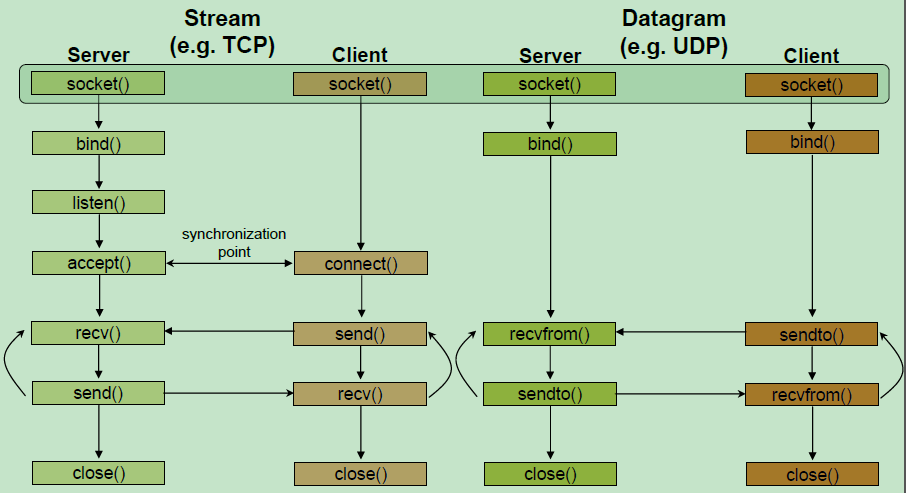 Stream
(e.g. TCP)
Datagram
(e.g. UDP)
Server
Client
Server
Client
socket()
socket()
socket()
socket()
bind()
bind()
bind()
listen()
synchronization
point
accept()
connect()
recv()
send()
recvfrom()
sendto()
send()
recv()
sendto()
recvfrom()
close()
close()
close()
close()